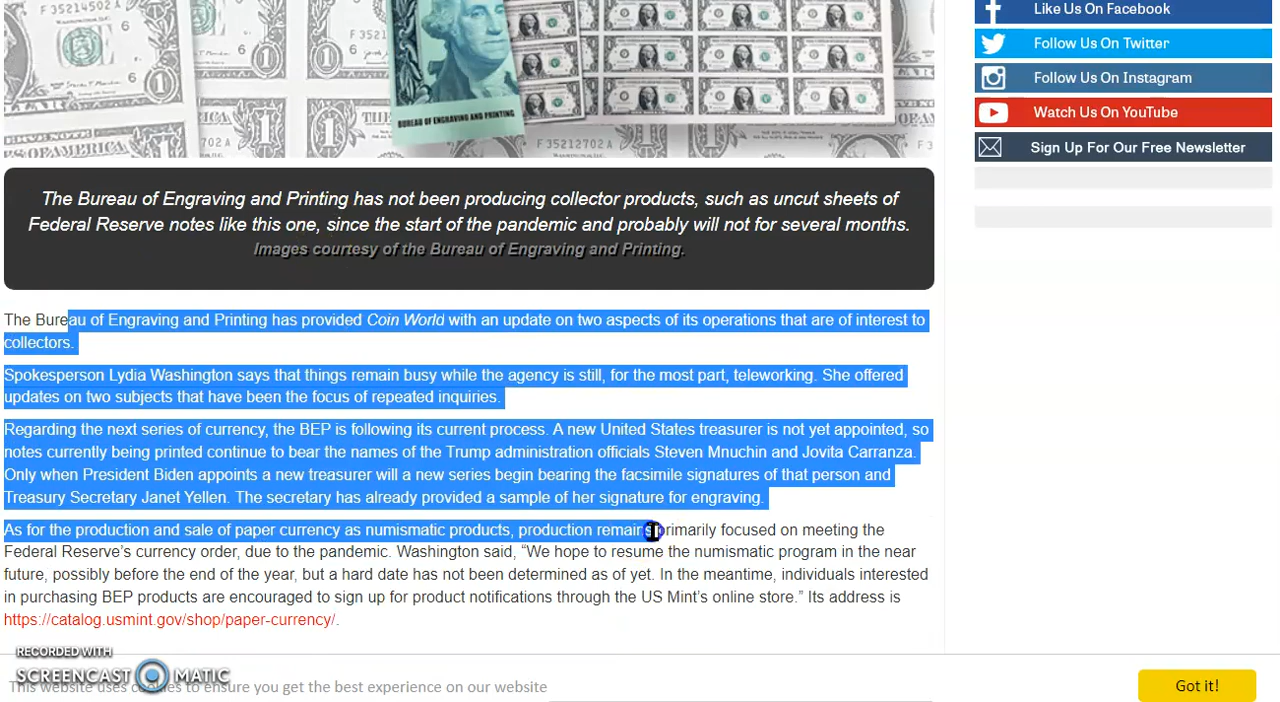 F 35214502 A
WASHINGTON, D.C.
6
6
F 3521
BUREAU OF ENGRAVING AND PRINTING
F 35212702 A
Like Us On Facebook
Follow Us On Twitter
Follow Us On Instagram
Watch Us On YouTube
Sign Up For Our Free Newsletter
The Bureau of Engraving and Printing has not been producing collector products, such as uncut sheets of
Federal Reserve notes like this one, since the start of the pandemic and probably will not for several months.
Images courtesy of the Bureau of Engraving and Printing.
The Bureau of Engraving and Printing has provided Coin World with an update on two aspects of its operations that are of interest to
collectors.
Spokesperson Lydia Washington says that things remain busy while the agency is still, for the most part, teleworking. She offered
updates on two subjects that have been the focus of repeated inquiries.
Regarding the next series of currency, the BEP is following its current process. A new United States treasurer is not yet appointed, so
notes currently being printed continue to bear the names of the Trump administration officials Steven Mnuchin and Jovita Carranza.
Only when President Biden appoints a new treasurer will a new series begin bearing the facsimile signatures of that person and
Treasury Secretary Janet Yellen. The secretary has already provided a sample of her signature for engraving.
As for the production and sale of paper currency as numismatic products, production remains primarily focused on meeting the
Federal Reserve’s currency order, due to the pandemic. Washington said, “We hope to resume the numismatic program in the near
future, possibly before the end of the year, but a hard date has not been determined as of yet. In the meantime, individuals interested
in purchasing BEP products are encouraged to sign up for product notifications through the US Mint’s online store.” Its address is
https://catalog.usmint.gov/shop/paper-currency/.
RECORDED WITH
SCREENCAST MATIC
This website uses cookies to ensure you get the best experience on our website
Got it!